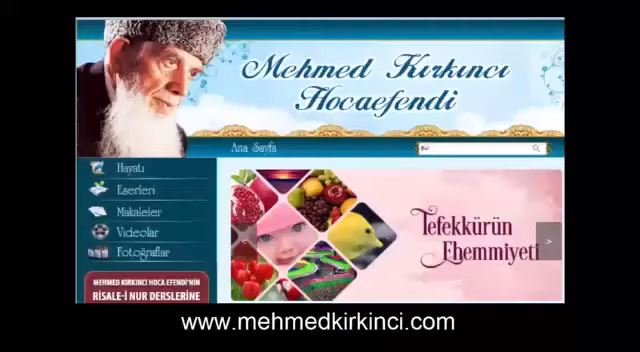 Mehmed Kırkıncı
Hocaefendi
Ana Sayfa
Bul
Hayatı
Eserleri
Makaleler
Videolar
Fotoğraflar
Tefekkürün
Ehemmiyeti
>
MEHMED KIRKINCI HOCA EFENDİ'NİN
RİSALE-İ NUR DERSLERİNE
www.mehmedkirkinci.com